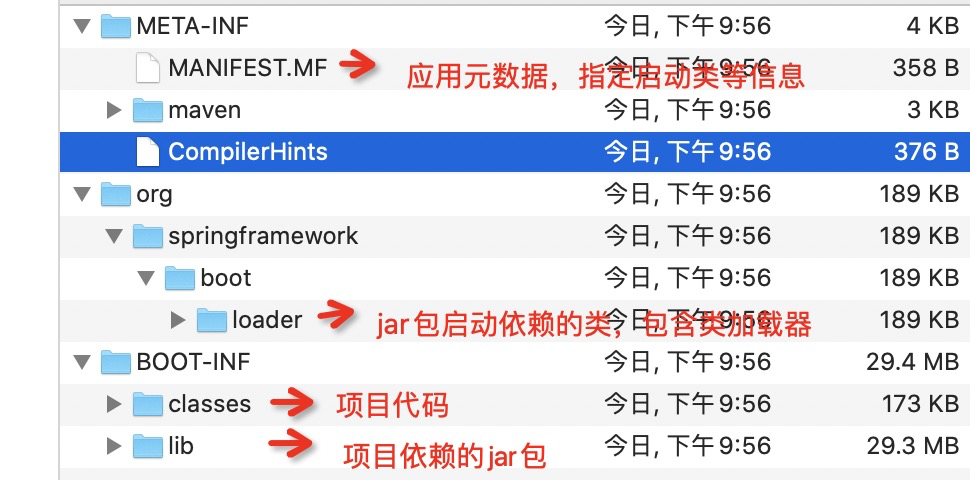 META-INF 今日, 下午9:56 4 KB
MANIFEST.MF 应用元数据，指定启动类等信息 今日, 下午9:56 358 B
maven 今日, 下午9:56 3 KB
CompilerHints 今日, 下午9:56 376 B
org 今日, 下午9:56 189 KB
springframework 今日, 下午9:56 189 KB
boot 今日, 下午9:56 189 KB
loader jar包启动依赖的类，包含类加载器 今日, 下午9:56 189 KB
BOOT-INF 今日, 下午9:56 29.4 MB
classes 项目代码 今日, 下午9:56 173 KB
lib 项目依赖的jar包 今日, 下午9:56 29.3 MB